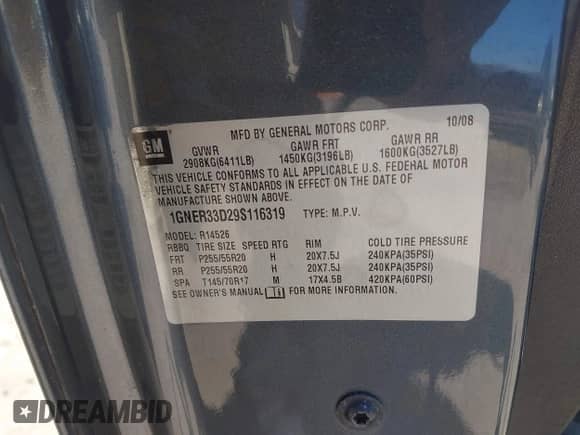 GM
MFD BY GENERAL MOTORS CORP. 10/08
GVWR GAWR FRT GAWR RR
2908KG(6411LB) 1450KG(3196LB) 1600KG(3527LB)
THIS VEHICLE CONFORMS TO ALL APPLICABLE U.S. FEDERAL MOTOR
VEHICLE SAFETY STANDARDS IN EFFECT ON THE DATE OF
MANUFACTURE SHOWN ABOVE.
1GNER33D29S116319 TYPE: M.P.V.
MODEL: R14526
RBBQ TIRE SIZE SPEED RTG RIM COLD TIRE PRESSURE
FRT P255/55R20 H 20X7.5J 240KPA(35PSI)
RR P255/55R20 H 20X7.5J 240KPA(35PSI)
SPA T145/70R17 M 17X4.5B 420KPA(60PSI)
SEE OWNER'S MANUAL FOR MORE INFORMATION.
DREAMBID